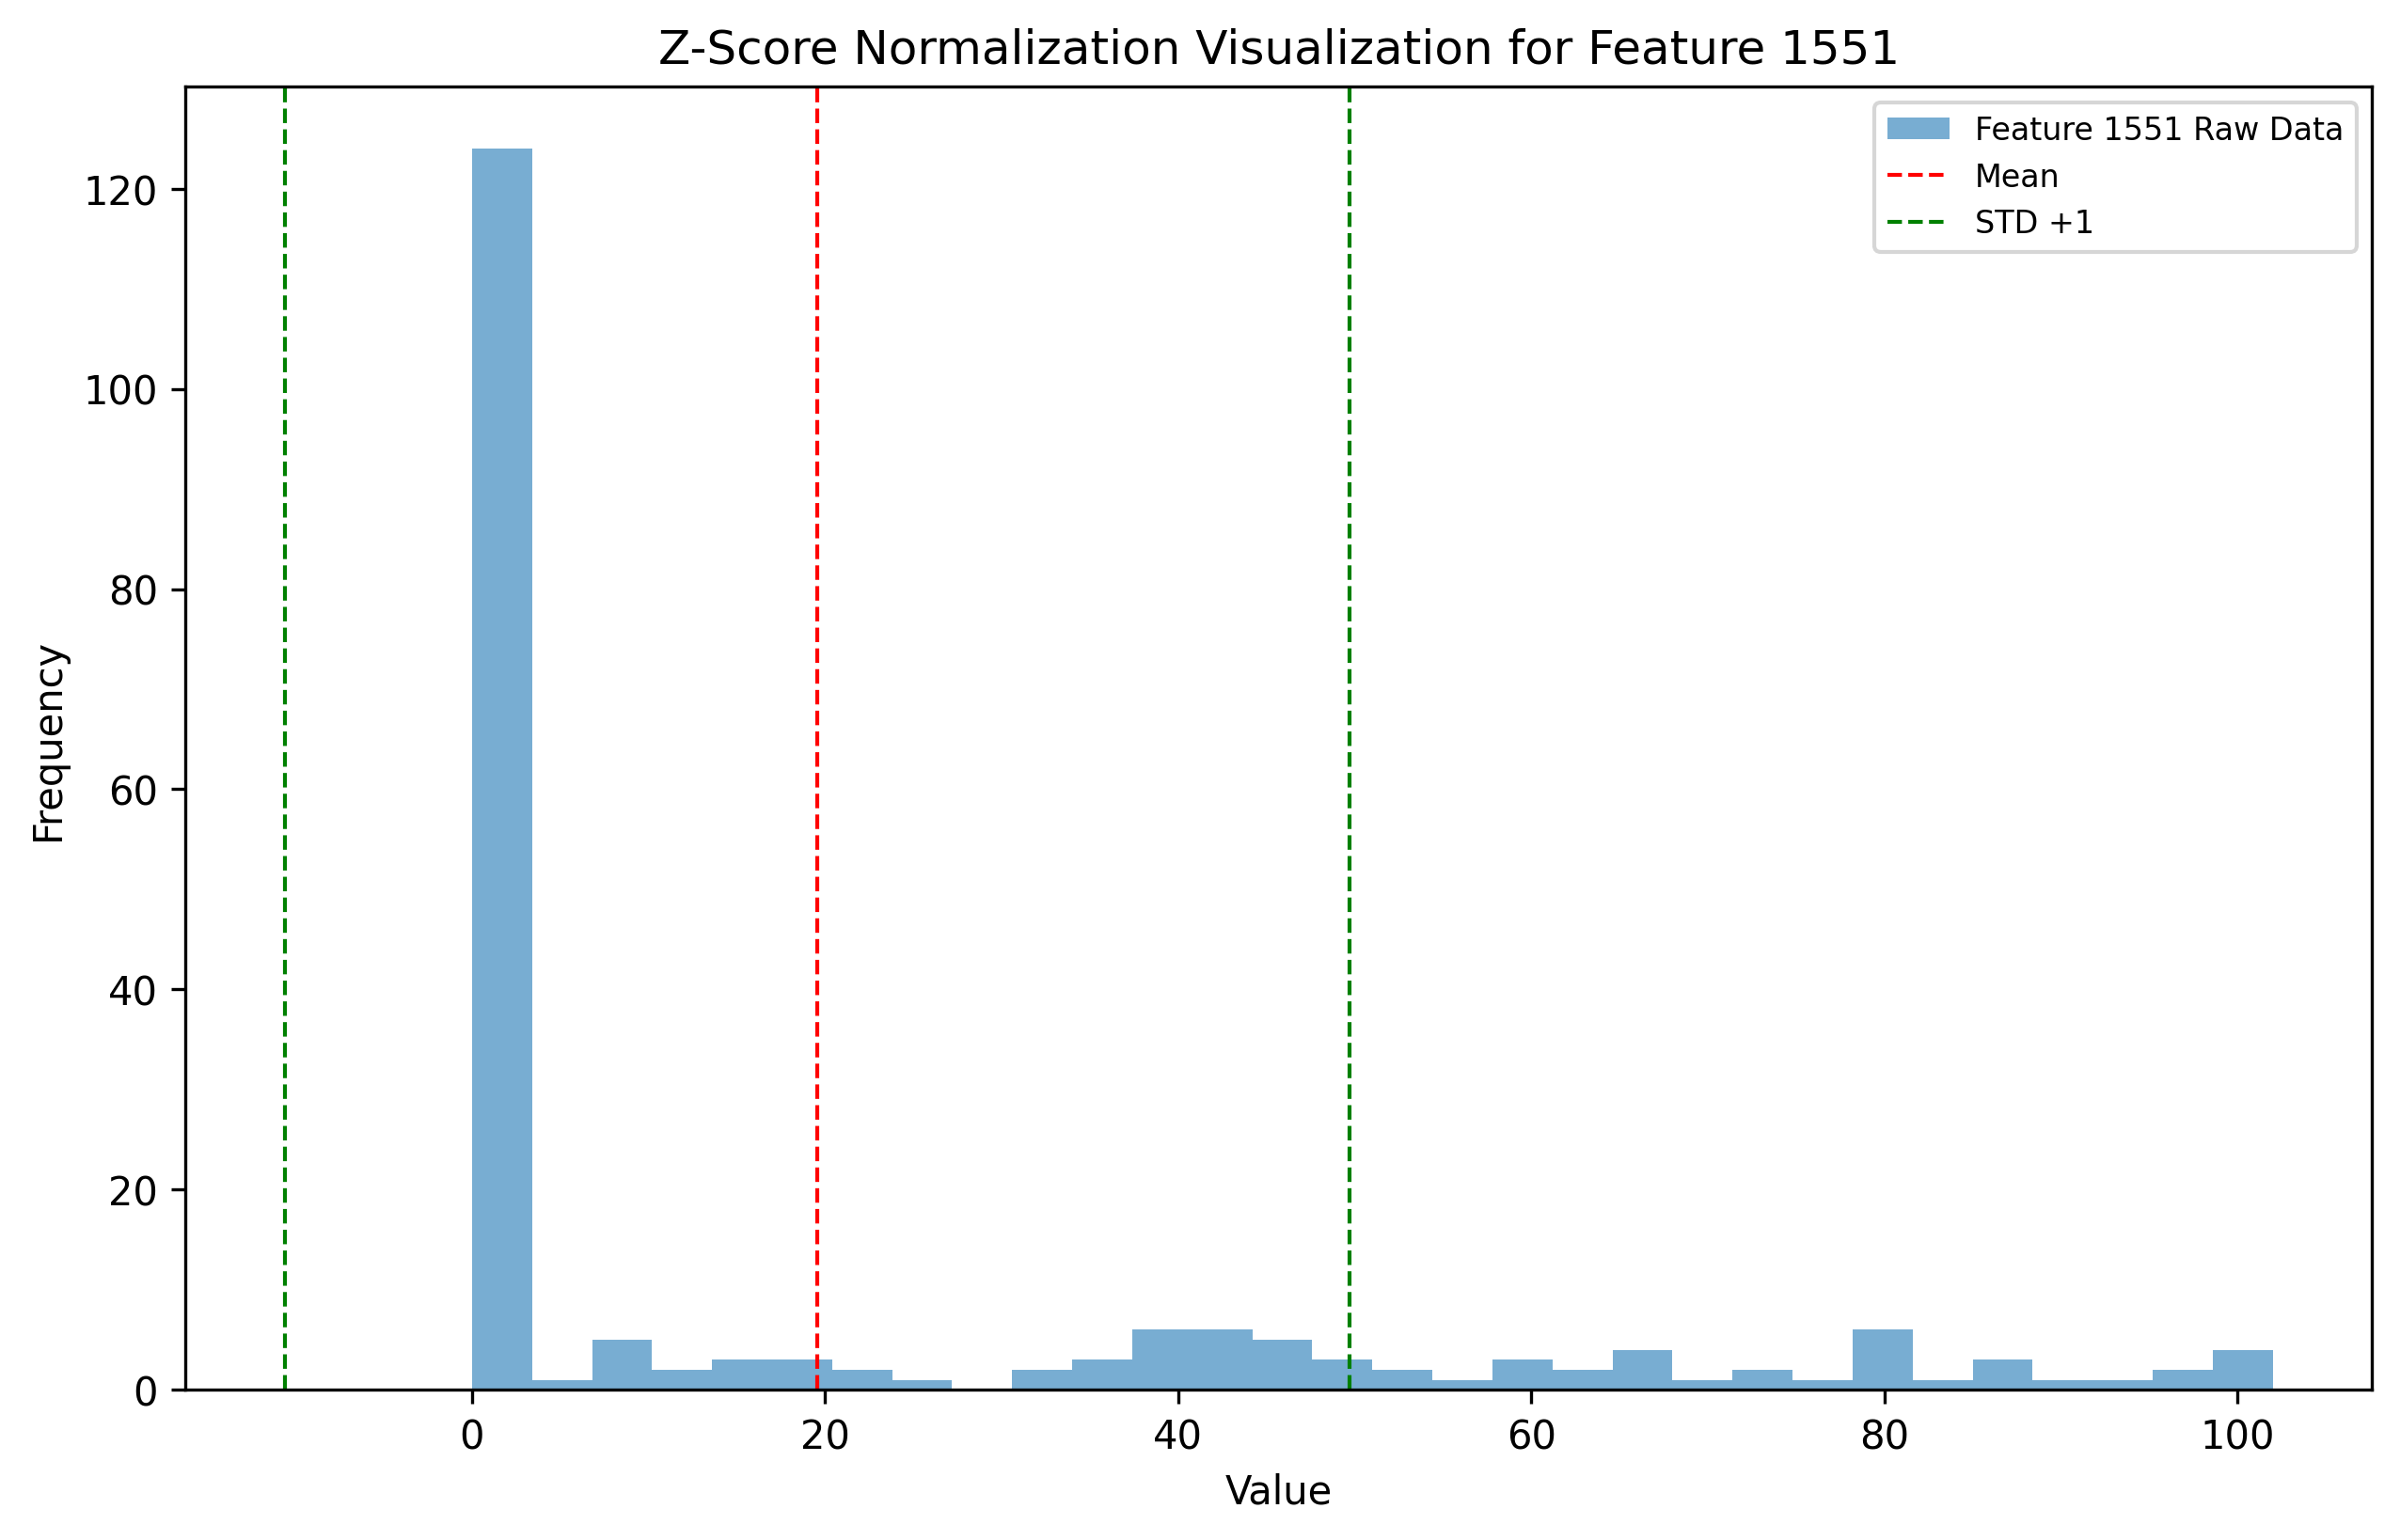 Z-Score Normalization Visualization for Feature 1551
Feature 1551 Raw Data
Mean
STD +1
120
100
80
60
40
20
0
Frequency
0 20 40 60 80 100
Value